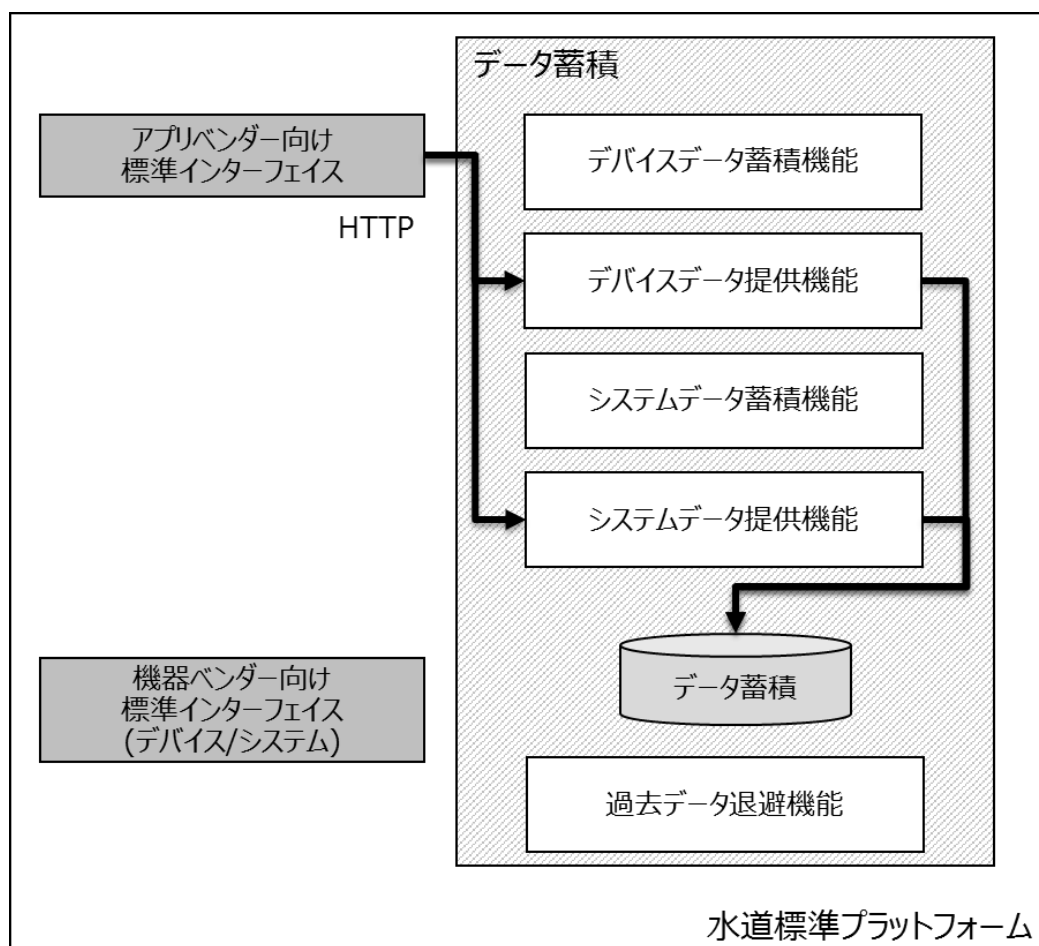 データ蓄積
アプリベンダー向け
標準インターフェイス
HTTP
デバイスデータ蓄積機能
デバイスデータ提供機能
システムデータ蓄積機能
システムデータ提供機能
データ蓄積
機器ベンダー向け
標準インターフェイス
(デバイス/システム)
過去データ退避機能
水道標準プラットフォーム